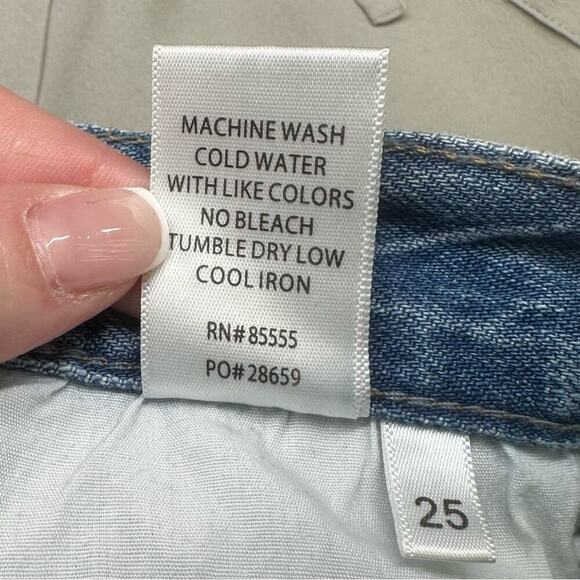 MACHINE WASH
COLD WATER
WITH LIKE COLORS
NO BLEACH
TUMBLE DRY LOW
COOL IRON
RN#85555
PO#28659
25